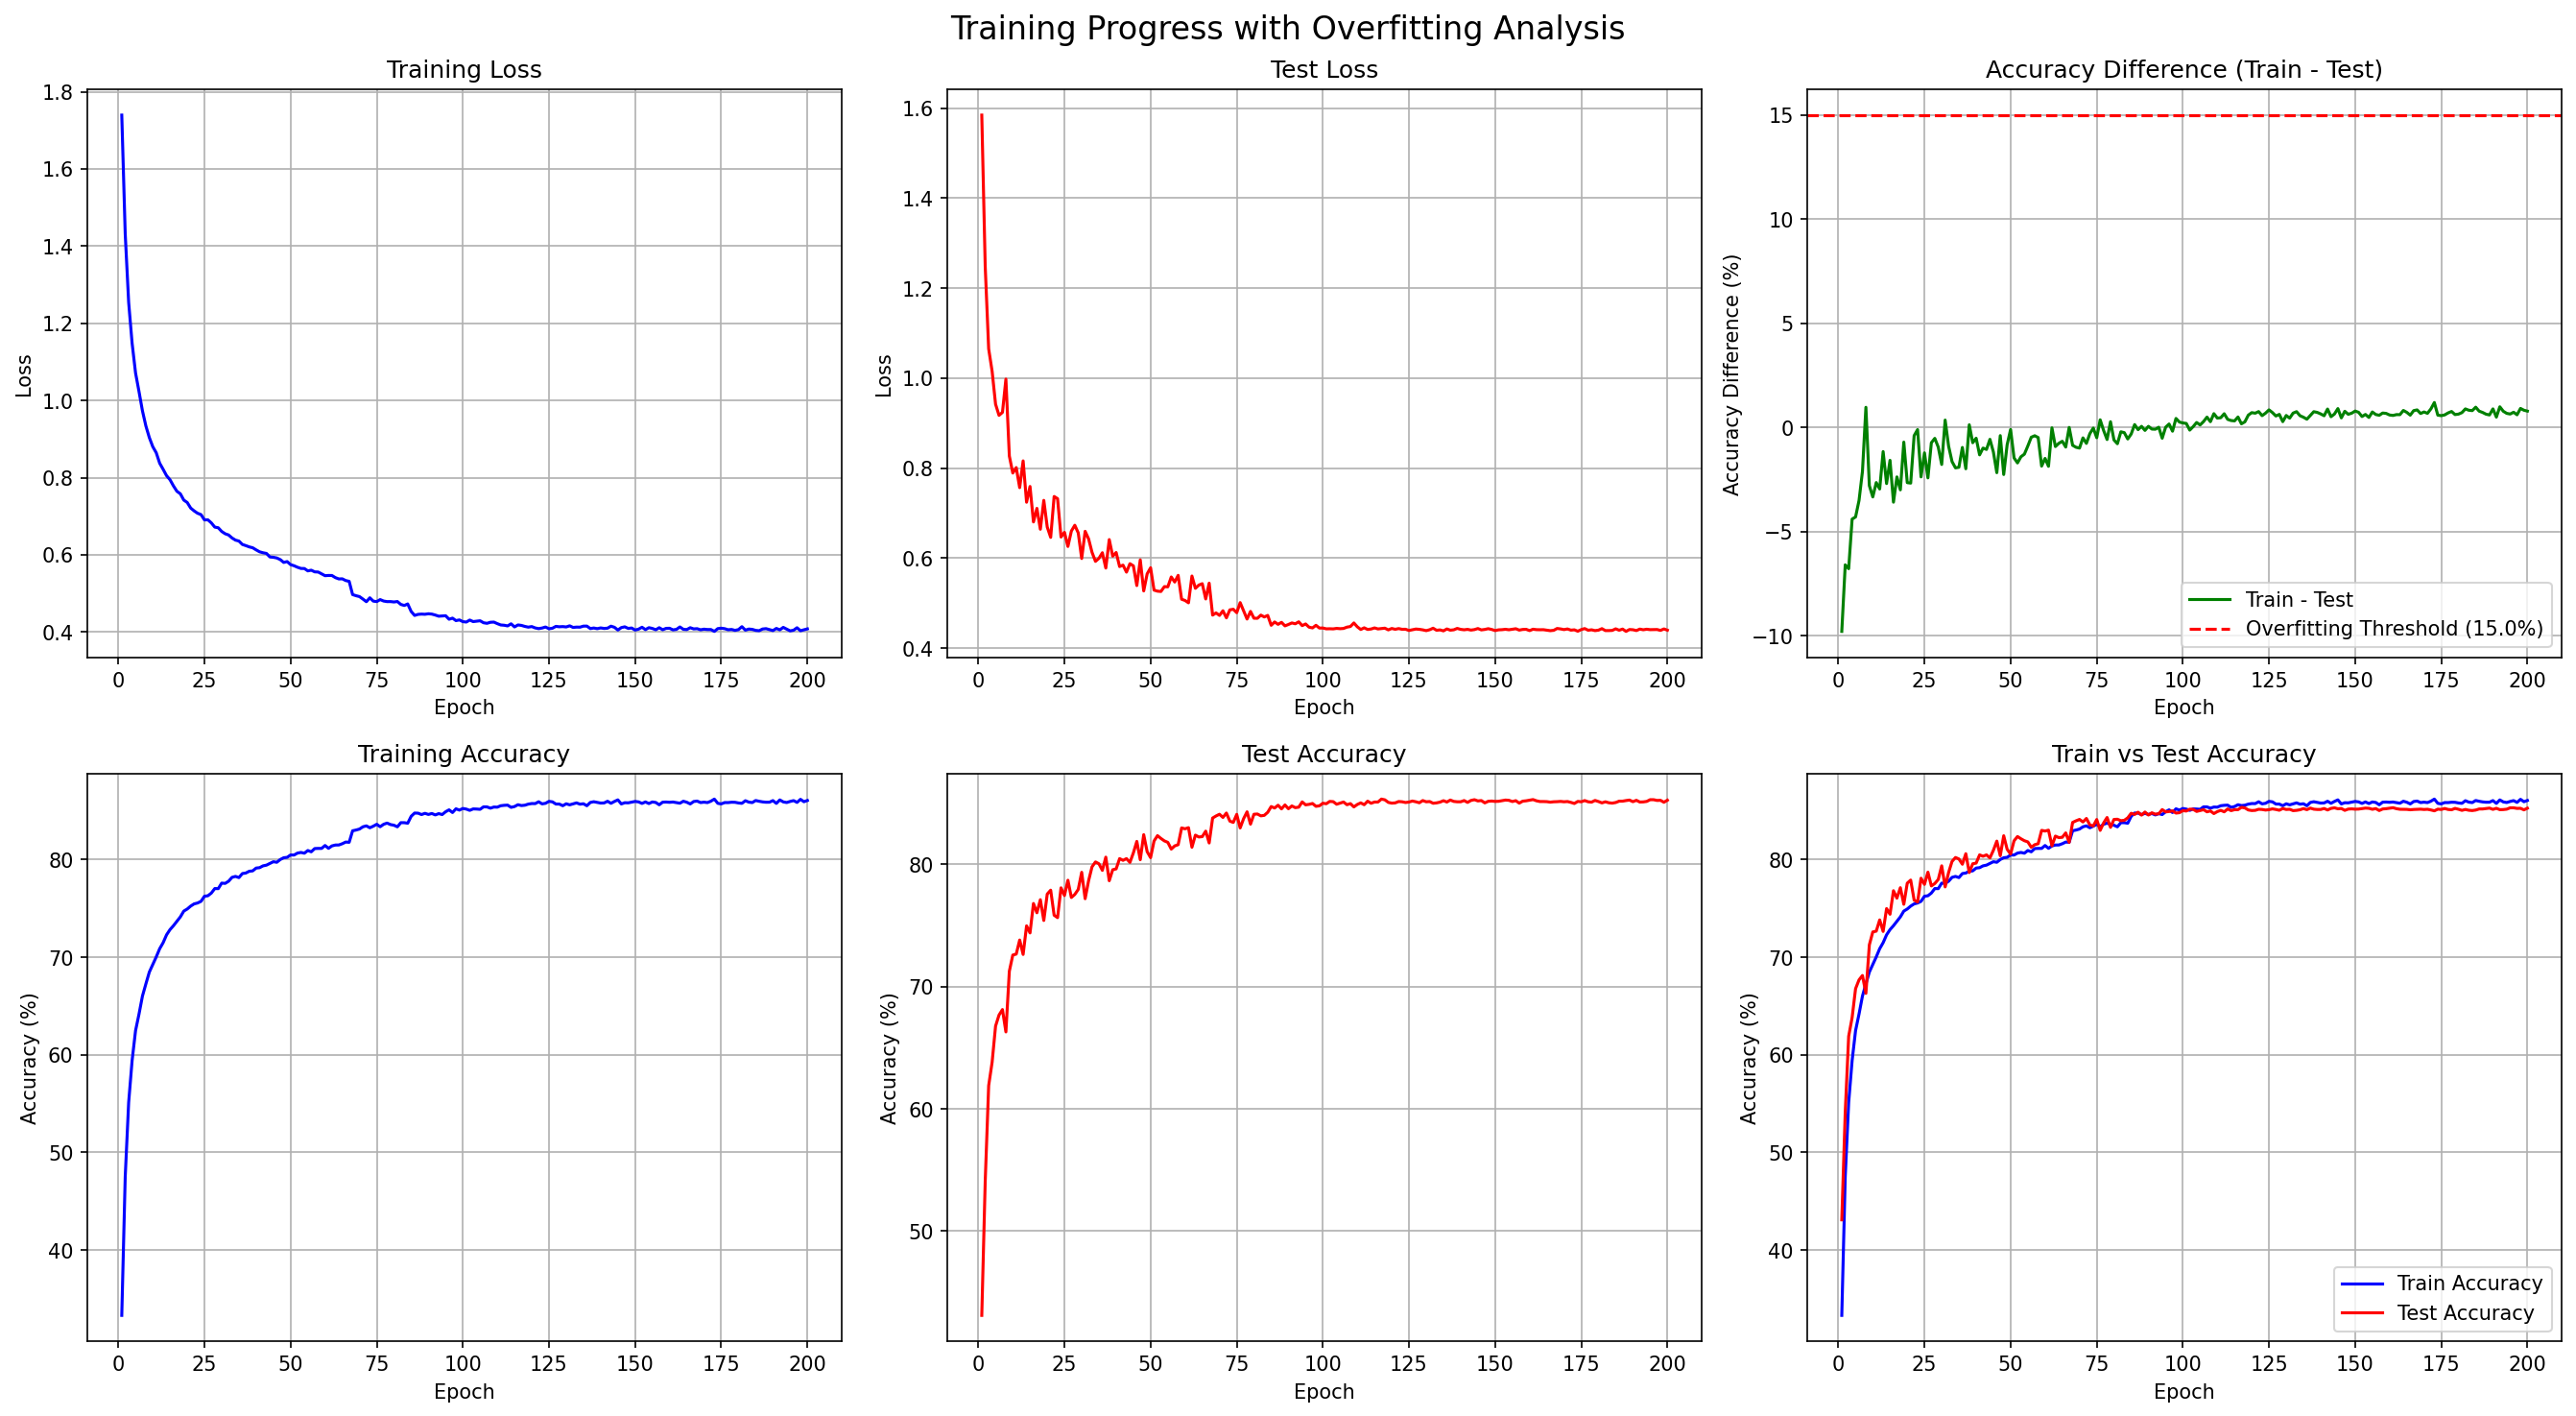 Training Progress with Overfitting Analysis
Training Loss
1.8
1.6
1.4
1.2
1.0
0.8
0.6
0.4
Loss
0 25 50 75 100 125 150 175 200
Epoch
Test Loss
1.6
1.4
1.2
1.0
0.8
0.6
0.4
Loss
0 25 50 75 100 125 150 175 200
Epoch
Accuracy Difference (Train - Test)
15
10
5
0
−5
−10
Accuracy Difference (%)
Train - Test
Overfitting Threshold (15.0%)
0 25 50 75 100 125 150 175 200
Epoch
Training Accuracy
80
70
60
50
40
Accuracy (%)
0 25 50 75 100 125 150 175 200
Epoch
Test Accuracy
80
70
60
50
Accuracy (%)
0 25 50 75 100 125 150 175 200
Epoch
Train vs Test Accuracy
80
70
60
50
40
Accuracy (%)
Train Accuracy
Test Accuracy
0 25 50 75 100 125 150 175 200
Epoch